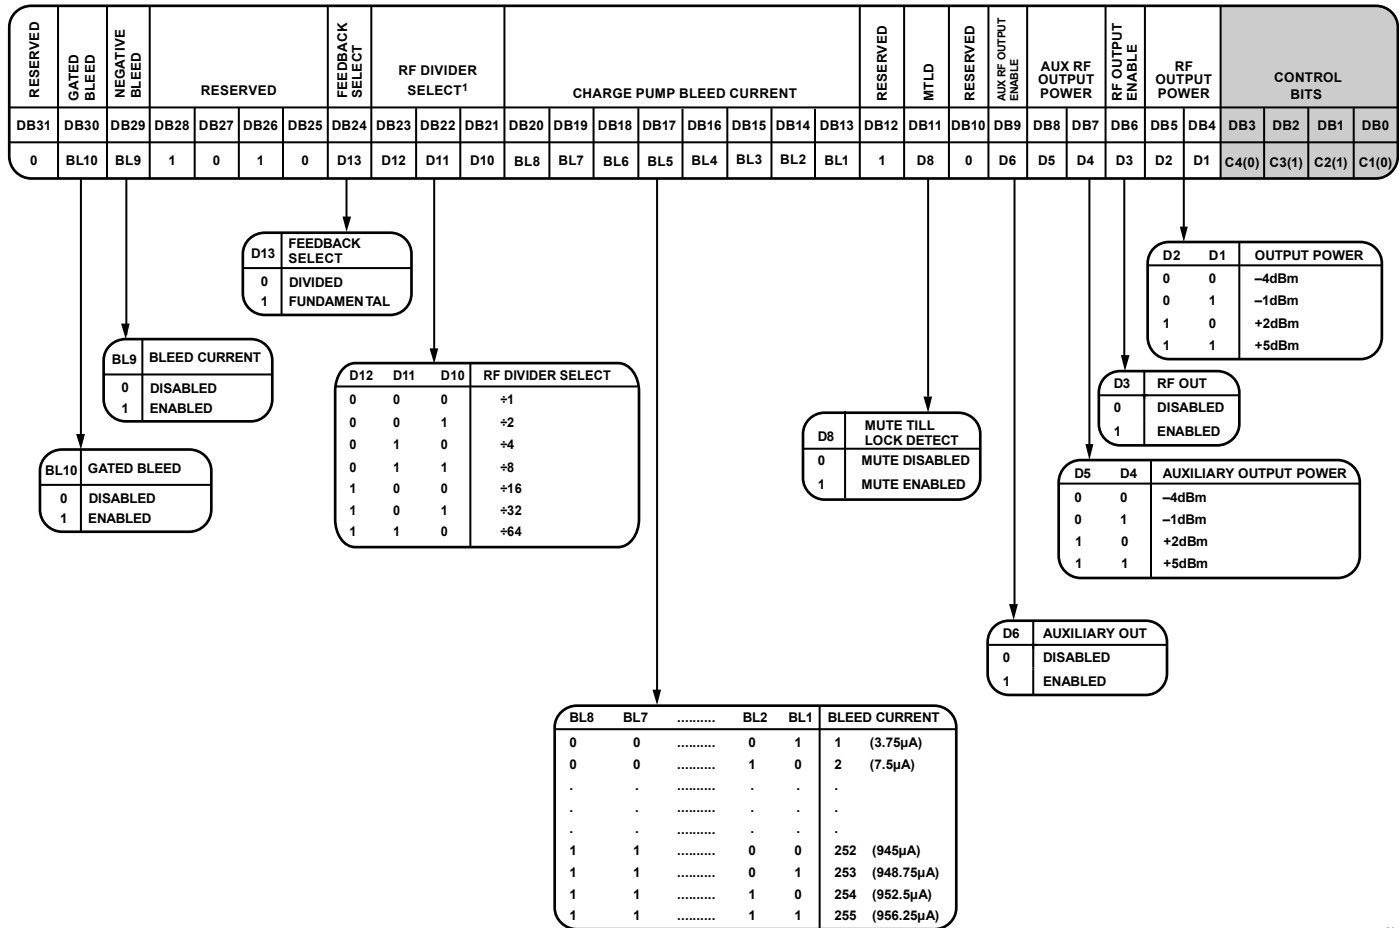 RESERVED
GATED BLEED
NEGATIVE BLEED
RESERVED
FEEDBACK SELECT
RF DIVIDER SELECT1
CHARGE PUMP BLEED CURRENT
RESERVED
MTLD
RESERVED
AUX RF OUTPUT ENABLE
AUX RF OUTPUT POWER
RF OUTPUT ENABLE
RF OUTPUT POWER
CONTROL BITS
DB31 DB30 DB29 DB28 DB27 DB26 DB25 DB24 DB23 DB22 DB21 DB20 DB19 DB18 DB17 DB16 DB15 DB14 DB13 DB12 DB11 DB10 DB9 DB8 DB7 DB6 DB5 DB4 DB3 DB2 DB1 DB0
0 BL10 BL9 1 0 1 0 D13 D12 D11 D10 BL8 BL7 BL6 BL5 BL4 BL3 BL2 BL1 1 D8 0 D6 D5 D4 D3 D2 D1 C4(0) C3(1) C2(1) C1(0)
D13 FEEDBACK SELECT
0 DIVIDED
1 FUNDAMENTAL
D2 D1 OUTPUT POWER
0 0 –4dBm
0 1 –1dBm
1 0 +2dBm
1 1 +5dBm
BL9 BLEED CURRENT
0 DISABLED
1 ENABLED
D12 D11 D10 RF DIVIDER SELECT
0 0 0 ÷1
0 0 1 ÷2
0 1 0 ÷4
0 1 1 ÷8
1 0 0 ÷16
1 0 1 ÷32
1 1 0 ÷64
D3 RF OUT
0 DISABLED
1 ENABLED
D8 MUTE TILL LOCK DETECT
0 MUTE DISABLED
1 MUTE ENABLED
BL10 GATED BLEED
0 DISABLED
1 ENABLED
D5 D4 AUXILIARY OUTPUT POWER
0 0 –4dBm
0 1 –1dBm
1 0 +2dBm
1 1 +5dBm
D6 AUXILIARY OUT
0 DISABLED
1 ENABLED
BL8 BL7 .......... BL2 BL1 BLEED CURRENT
0 0 .......... 0 1 1 (3.75µA)
0 0 .......... 1 0 2 (7.5µA)
. . .......... . . .
. . .......... . . .
. . .......... . . .
1 1 .......... 0 0 252 (945µA)
1 1 .......... 0 1 253 (948.75µA)
1 1 .......... 1 0 254 (952.5µA)
1 1 .......... 1 1 255 (956.25µA)